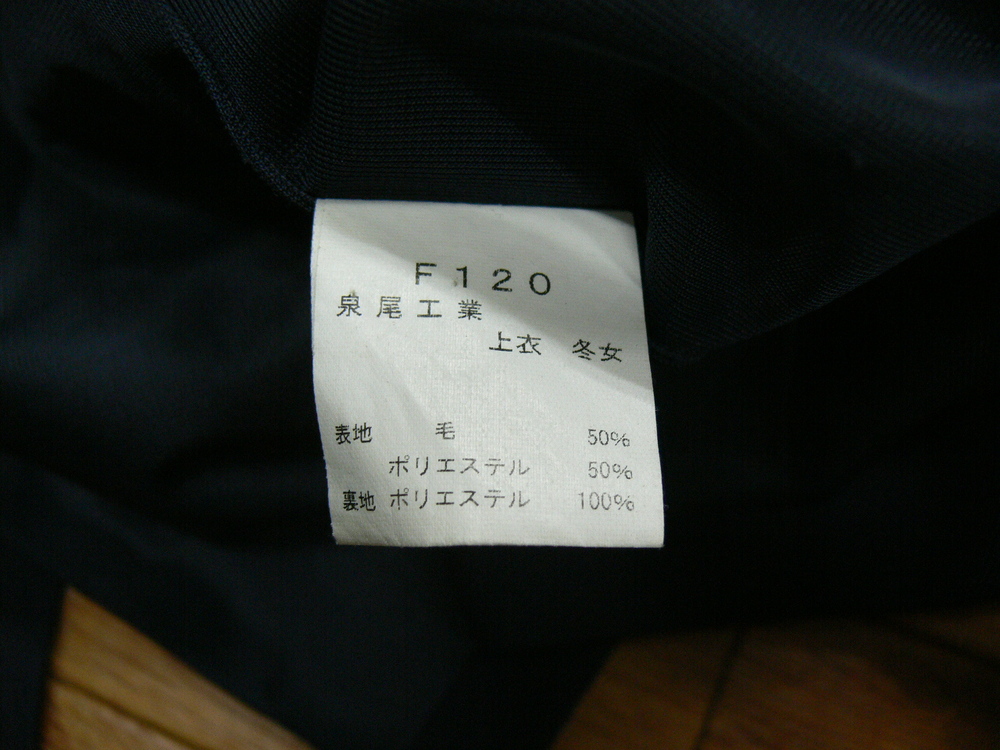 F120
泉尾工業
上衣 冬女
表地 毛 50%
ポリエステル 50%
裏地 ポリエステル 100%